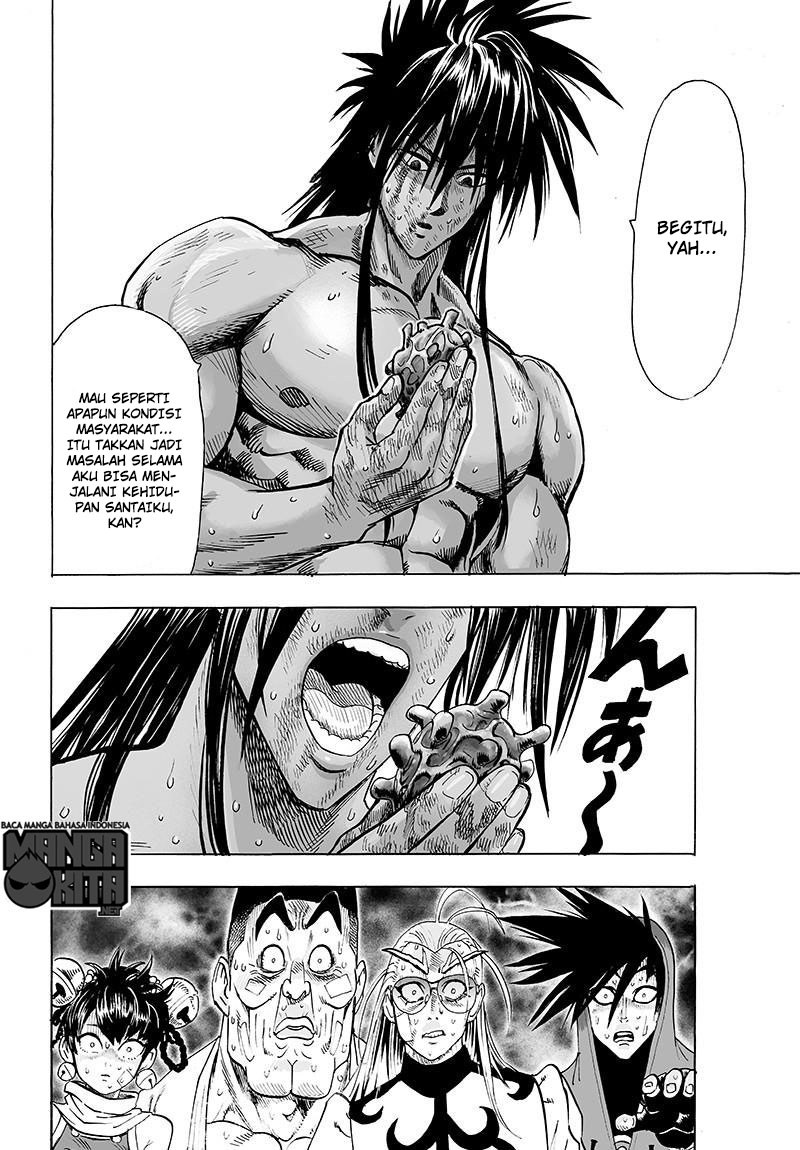 BEGITU,
YAH...
MAU SEPERTI
APAPUN KONDISI
MASYARAKAT...
ITU TAKKAN JADI
MASALAH SELAMA
AKU BISA MEN-
JALANI KEHIDU-
PAN SANTAIKU,
KAN?
んあ〜
BACA MANGA BAHASA INDONESIA
MANGA
KITA
.NET